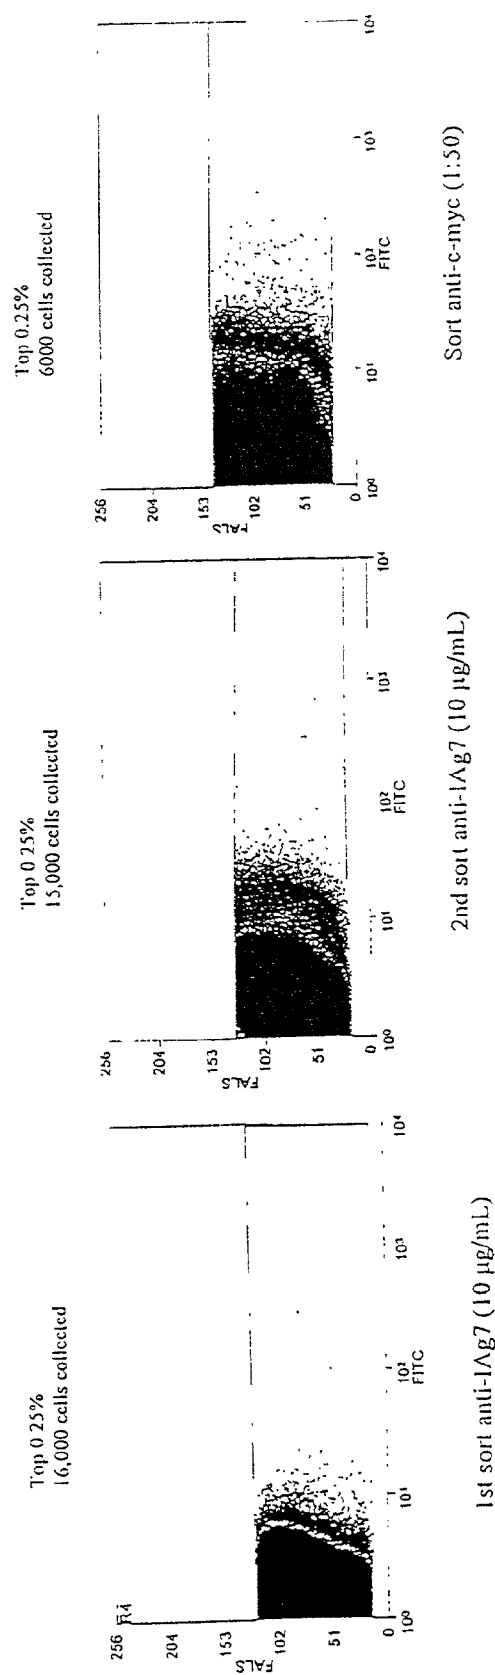 Top 0 25%
16,000 cells collected
R4
256
204
153
102
51
0
FALS
10⁰
10¹
10²
10³
10⁴
FITC
1st sort anti-IAg7 (10 µg/mL)
Top 0 25%
15,000 cells collected
256
204
153
102
51
0
FALS
10⁰
10¹
10²
10³
10⁴
FITC
2nd sort anti-IAg7 (10 µg/mL)
Top 0.25%
6000 cells collected
256
204
153
102
51
0
FALS
10⁰
10¹
10²
10³
10⁴
FITC
Sort anti-c-myc (1:50)